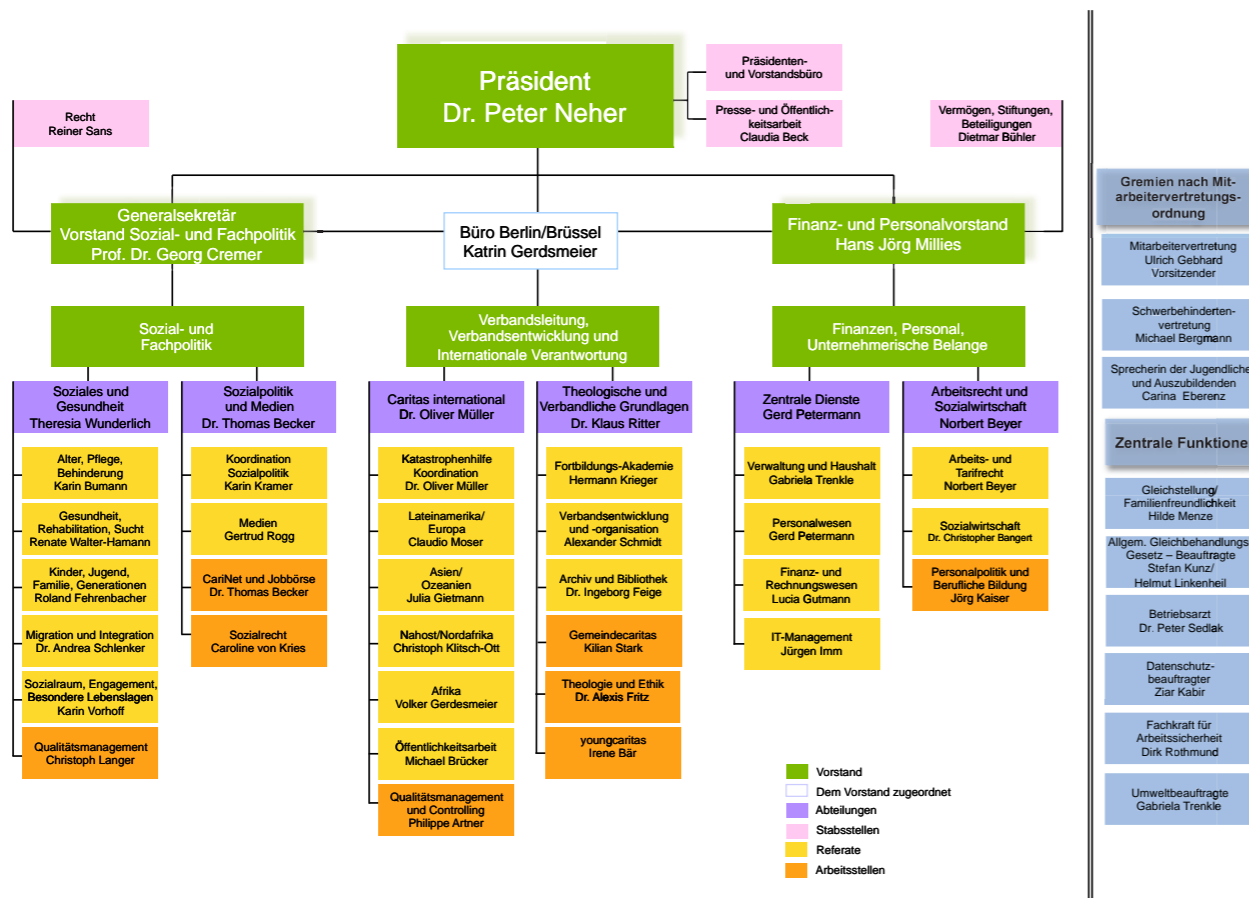 Präsident
Dr. Peter Neher
Präsidenten-
und Vorstandsbüro
Presse- und Öffentlich-
keitsarbeit
Claudia Beck
Recht
Reiner Sans
Vermögen, Stiftungen,
Beteiligungen
Dietmar Bühler
Generalsekretär
Vorstand Sozial- und Fachpolitik
Prof. Dr. Georg Cremer
Büro Berlin/Brüssel
Katrin Gerdsmeier
Finanz- und Personalvorstand
Hans Jörg Millies
Sozial- und
Fachpolitik
Verbandsleitung,
Verbandsentwicklung und
Internationale Verantwortung
Finanzen, Personal,
Unternehmerische Belange
Soziales und
Gesundheit
Theresia Wunderlich
Alter, Pflege,
Behinderung
Karin Bumann
Gesundheit,
Rehabilitation, Sucht
Renate Walter-Hamann
Kinder, Jugend,
Familie, Generationen
Roland Fehrenbacher
Migration und Integration
Dr. Andrea Schlenker
Sozialraum, Engagement,
Besondere Lebenslagen
Karin Vorhoff
Qualitätsmanagement
Christoph Langer
Sozialpolitik
und Medien
Dr. Thomas Becker
Koordination
Sozialpolitik
Karin Kramer
Medien
Gertrud Rogg
CariNet und Jobbörse
Dr. Thomas Becker
Sozialrecht
Caroline von Kries
Caritas international
Dr. Oliver Müller
Katastrophenhilfe
Koordination
Dr. Oliver Müller
Lateinamerika/
Europa
Claudio Moser
Asien/
Ozeanien
Julia Gietmann
Nahost/Nordafrika
Christoph Klitsch-Ott
Afrika
Volker Gerdesmeier
Öffentlichkeitsarbeit
Michael Brücker
Qualitätsmanagement
und Controlling
Philippe Artner
Theologische und
Verbandliche Grundlagen
Dr. Klaus Ritter
Fortbildungs-Akademie
Hermann Krieger
Verbandsentwicklung
und -organisation
Alexander Schmidt
Archiv und Bibliothek
Dr. Ingeborg Feige
Gemeindecaritas
Kilian Stark
Theologie und Ethik
Dr. Alexis Fritz
youngcaritas
Irene Bär
Zentrale Dienste
Gerd Petermann
Verwaltung und Haushalt
Gabriela Trenkle
Personalwesen
Gerd Petermann
Finanz- und
Rechnungswesen
Lucia Gutmann
IT-Management
Jürgen Imm
Arbeitsrecht und
Sozialwirtschaft
Norbert Beyer
Arbeits- und
Tarifrecht
Norbert Beyer
Sozialwirtschaft
Dr. Christopher Bangert
Personalpolitik und
Berufliche Bildung
Jörg Kaiser
Vorstand
Dem Vorstand zugeordnet
Abteilungen
Stabsstellen
Referate
Arbeitsstellen
Gremien nach Mit-
arbeitervertretungs-
ordnung
Mitarbeitervertretung
Ulrich Gebhard
Vorsitzender
Schwerbehinderten-
vertretung
Michael Bergmann
Sprecherin der Jugendliche
und Auszubildenden
Carina Eberenz
Zentrale Funktione
Gleichstellung/
Familienfreundlichkeit
Hilde Menze
Allgem. Gleichbehandlungs
Gesetz – Beauftragte
Stefan Kunz/
Helmut Linkenheil
Betriebsarzt
Dr. Peter Sedlak
Datenschutz-
beauftragter
Ziar Kabir
Fachkraft für
Arbeitssicherheit
Dirk Rothmund
Umweltbeauftragte
Gabriela Trenkle